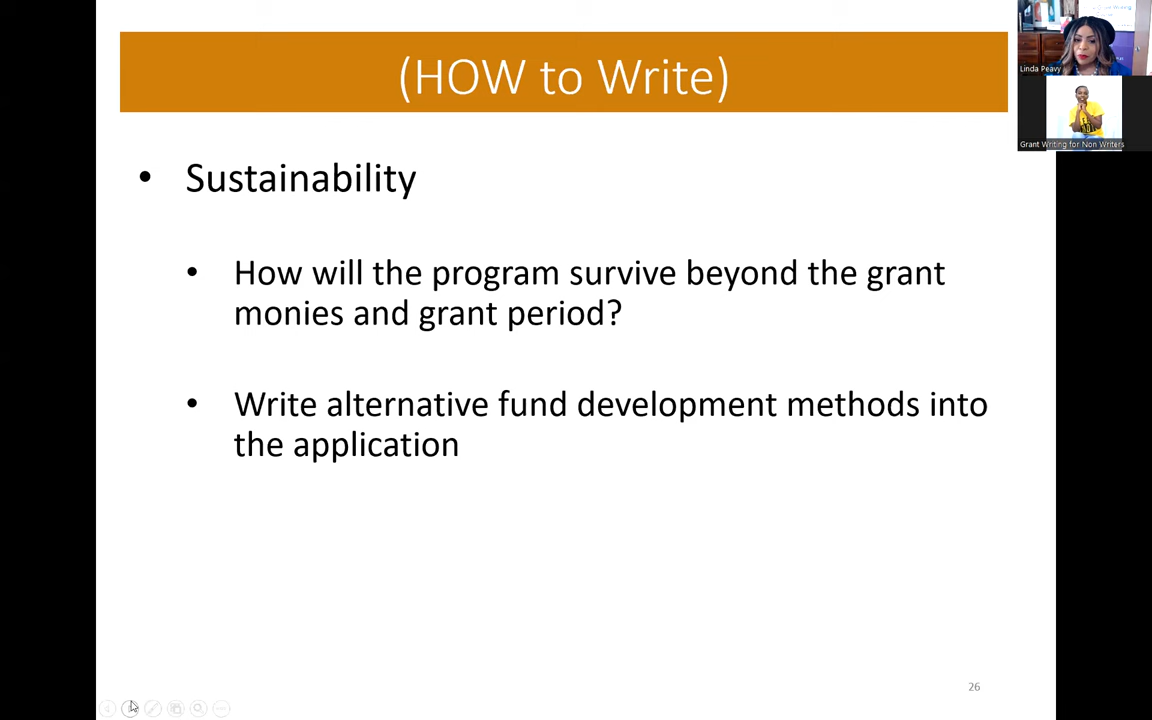 (HOW to Write)
Linda Peavy
Grant Writing for Non Writers
• Sustainability
• How will the program survive beyond the grant
monies and grant period?
• Write alternative fund development methods into
the application
26